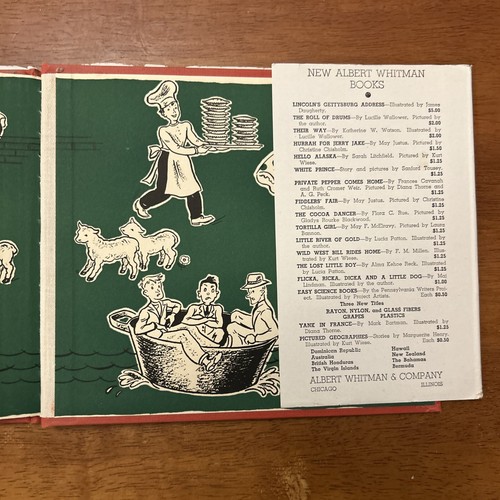 NEW ALBERT WHITMAN
BOOKS
LINCOLN'S GETTYSBURG ADDRESS—Illustrated by James
Daugherty. $5.00
THE ROLL OF DRUMS—By Lucille Wallower. Pictured by
the author. $2.00
THEIR WAY—By Katherine W. Watson. Illustrated by
Lucille Wallower. $2.00
HURRAH FOR JERRY JAKE—By May Justus. Pictured by
Christine Chisholm. $1.50
HELLO ALASKA—By Sarah Litchfield. Pictured by Kurt
Wiese. $1.25
WHITE PRINCE—Story and pictures by Sanford Tousey.
$1.25
PRIVATE PEPPER COMES HOME—By Frances Cavanah
and Ruth Cromer Weir. Pictured by Diana Thorne and
A. G. Peck. $1.25
FIDDLERS' FAIR—By May Justus. Pictured by Christine
Chisholm. $1.25
THE COCOA DANCER—By Flora C. Rue. Pictured by
Gladys Rourke Blackwood. $1.25
TORTILLA GIRL—By May F. McElravy. Pictured by Laura
Bannon. $1.25
LITTLE RIVER OF GOLD—By Lucia Patton. Illustrated by
the author. $1.25
WILD WEST BILL RIDES HOME—By F. M. Millen. Illus-
trated by Kurt Wiese. $1.25
THE LOST LITTLE BOY—By Alma Kehoe Reck. Illustrated
by Lucia Patton. $1.25
FLICKA, RICKA, DICKA AND A LITTLE DOG—By Maj
Lindman. Illustrated by the author. $1.00
EASY SCIENCE BOOKS—By the Pennsylvania Writers Pro-
ject. Illustrated by Project Artists. Each $0.50
Three New Titles
RAYON, NYLON, and GLASS FIBERS
GRAPES PLASTICS
YANK IN FRANCE—By Mark Bartman. Illustrated by
Diana Thorne. $1.25
PICTURED GEOGRAPHIES—Stories by Marguerite Henry.
Illustrated by Kurt Wiese. Each $0.50
Dominican Republic Hawaii
Australia New Zealand
British Honduras The Bahamas
The Virgin Islands Bermuda
ALBERT WHITMAN & COMPANY
CHICAGO ILLINOIS